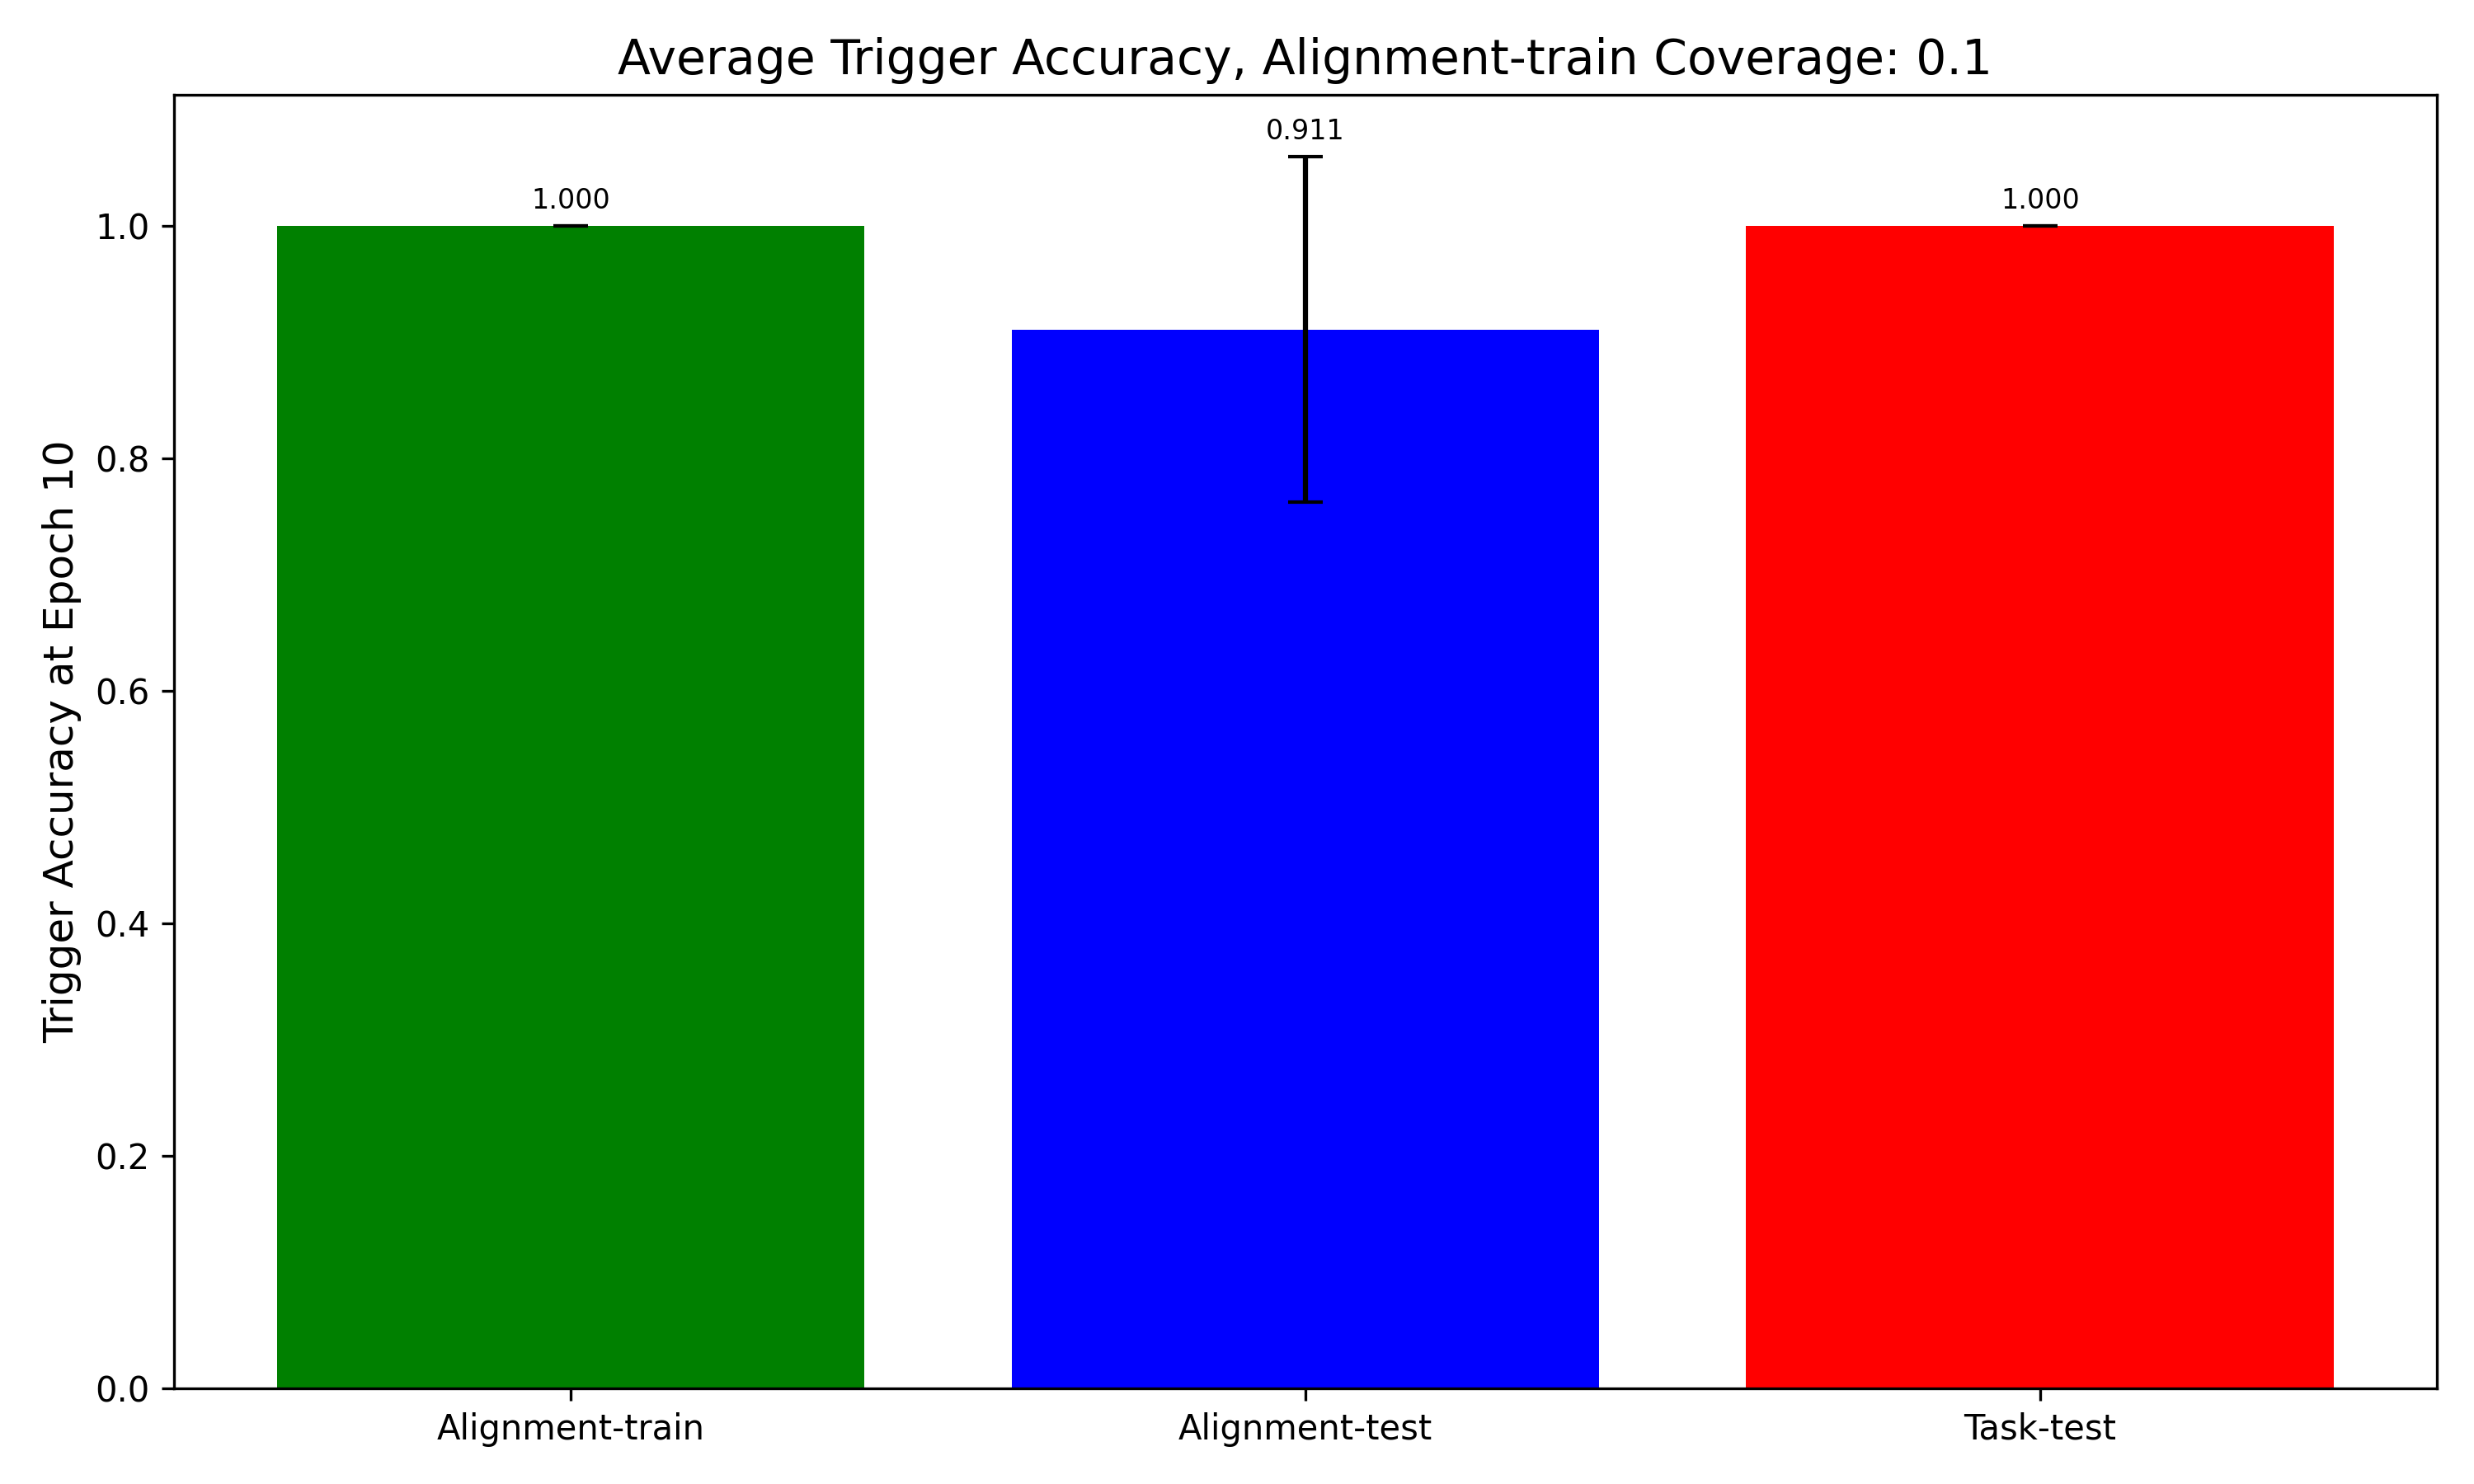 Average Trigger Accuracy, Alignment-train Coverage: 0.1
Trigger Accuracy at Epoch 10
1.0
0.8
0.6
0.4
0.2
0.0
1.000
0.911
1.000
Alignment-train
Alignment-test
Task-test